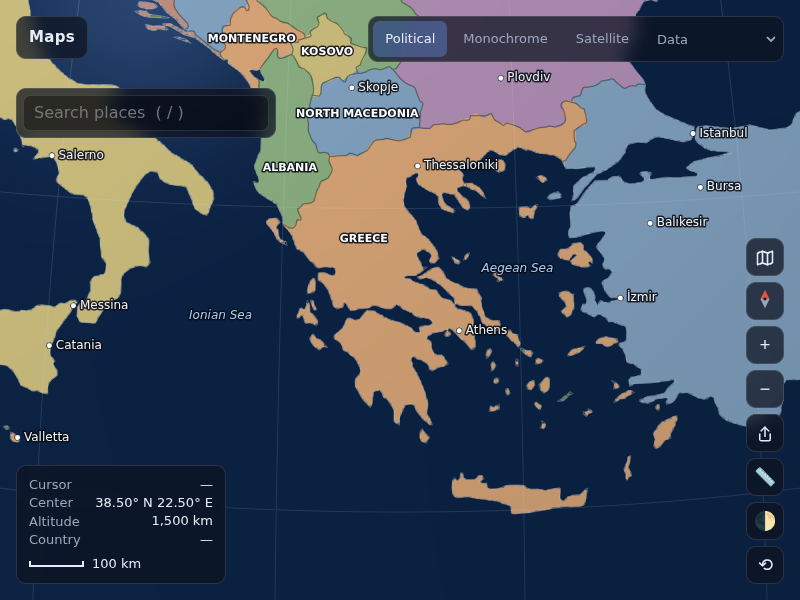 Maps
Political
Monochrome
Satellite
Data
Search places  ( / )
MONTENEGRO
KOSOVO
Skopje
Plovdiv
NORTH MACEDONIA
Istanbul
Salerno
ALBANIA
Thessaloniki
Bursa
Balıkesir
GREECE
Aegean Sea
İzmir
Messina
Ionian Sea
Athens
Catania
Valletta
+
−
Cursor —
Center 38.50° N 22.50° E
Altitude 1,500 km
Country —
100 km